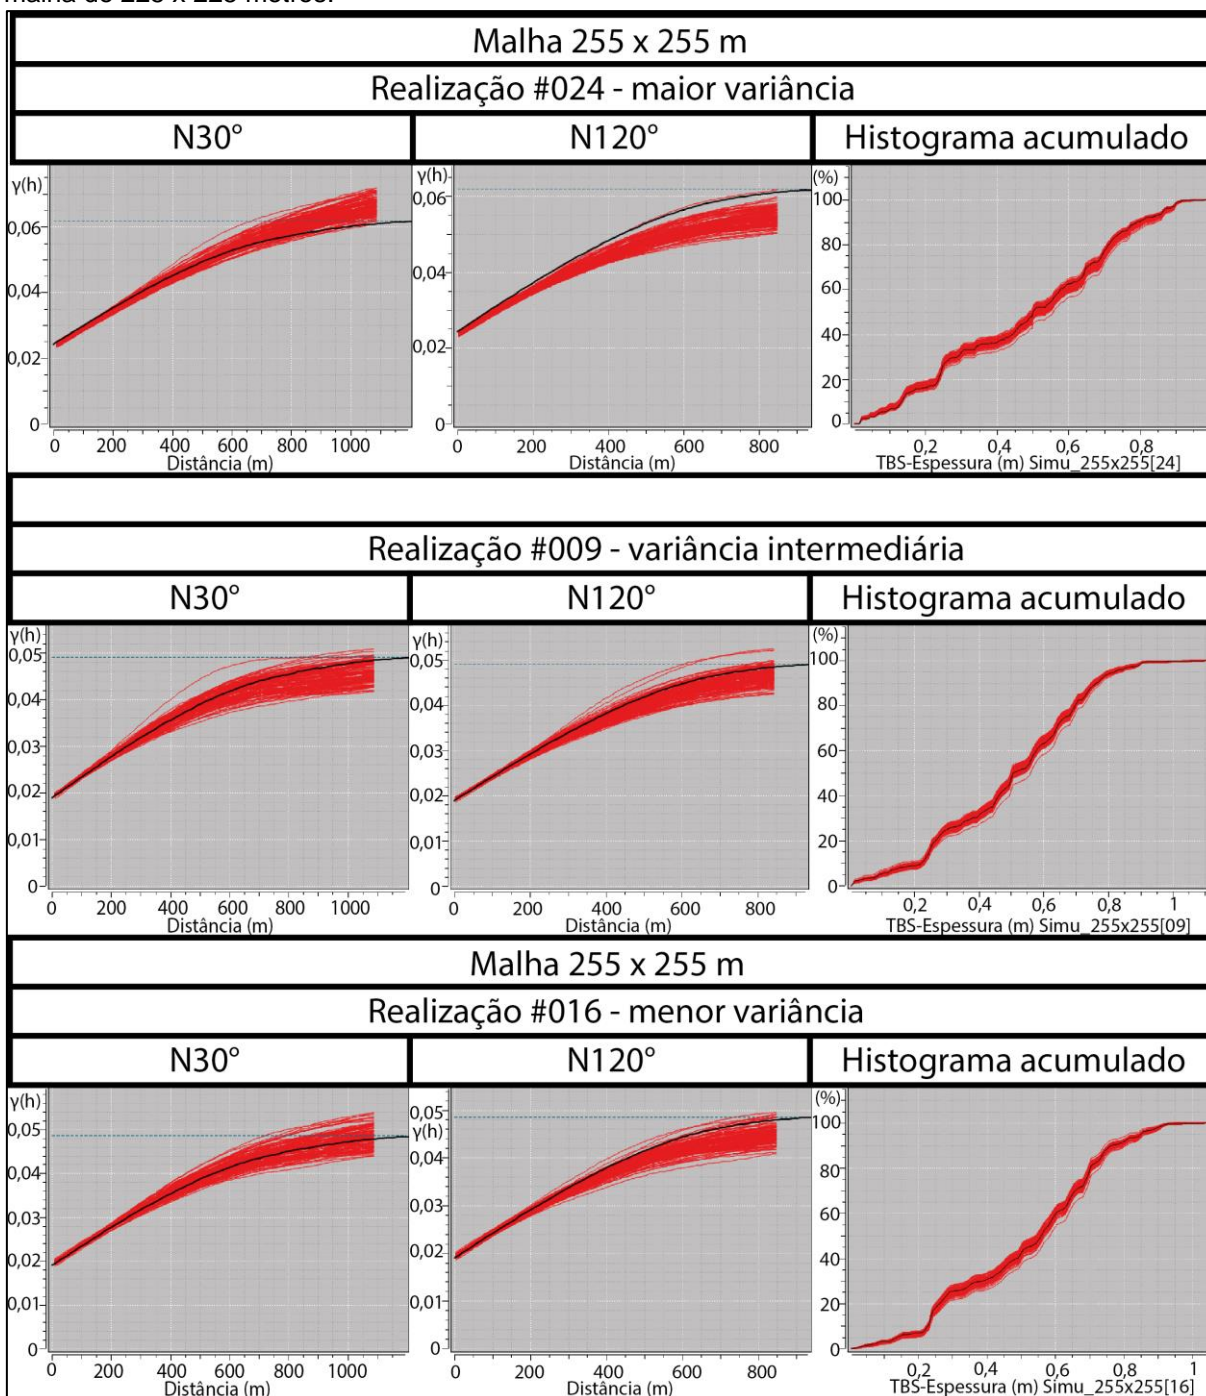 malha de 225 x 225 metros.
Malha 255 x 255 m
Realização #024 - maior variância
N30° N120° Histograma acumulado
γ(h)
0,06
0,04
0,02
0
0 200 400 600 800 1000
Distância (m)
γ(h)
0,06
0,04
0,02
0
0 200 400 600 800
Distância (m)
(%)
100
80
60
40
20
0
0,2 0,4 0,6 0,8
TBS-Espessura (m) Simu_255x255[24]
Realização #009 - variância intermediária
N30° N120° Histograma acumulado
γ(h)
0,05
0,04
0,03
0,02
0,01
0
0 200 400 600 800 1000
Distância (m)
γ(h)
0,05
0,04
0,03
0,02
0,01
0
0 200 400 600 800
Distância (m)
(%)
100
80
60
40
20
0
0,2 0,4 0,6 0,8 1
TBS-Espessura (m) Simu_255x255[09]
Malha 255 x 255 m
Realização #016 - menor variância
N30° N120° Histograma acumulado
γ(h)
0,05
0,04
0,03
0,02
0,01
0
0 200 400 600 800 1000
Distância (m)
0,05
γ(h)
0,04
0,03
0,02
0,01
0
0 200 400 600 800
Distância (m)
(%)
100
80
60
40
20
0
0,2 0,4 0,6 0,8 1
TBS-Espessura (m) Simu_255x255[16]